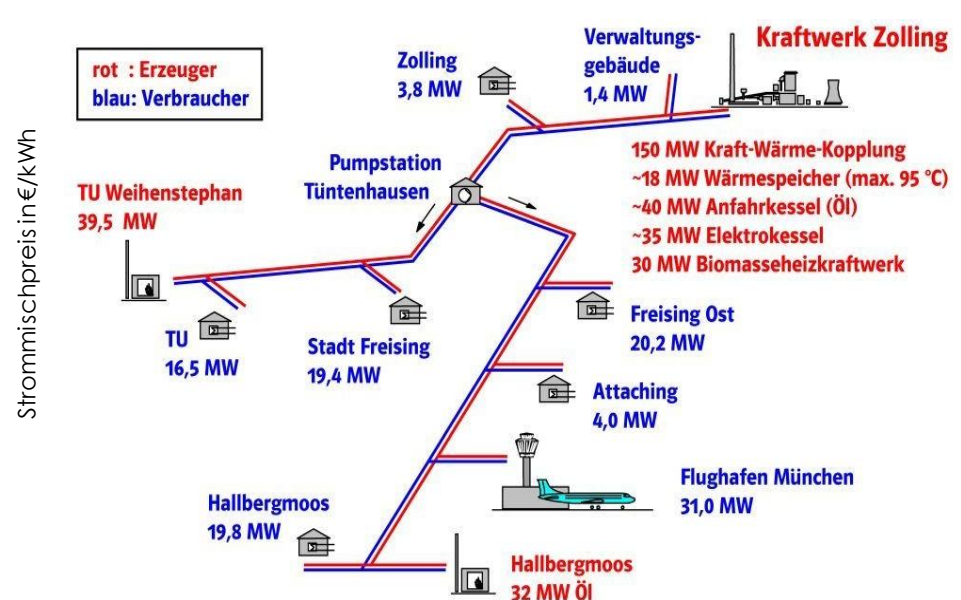 rot : Erzeuger
blau: Verbraucher
Zolling
3,8 MW
Verwaltungs-
gebäude
1,4 MW
Kraftwerk Zolling
150 MW Kraft-Wärme-Kopplung
~18 MW Wärmespeicher (max. 95 °C)
~40 MW Anfahrkessel (Öl)
~35 MW Elektrokessel
30 MW Biomasseheizkraftwerk
Pumpstation
Tüntenhausen
TU Weihenstephan
39,5 MW
Strommischpreis in €/kWh
TU
16,5 MW
Stadt Freising
19,4 MW
Freising Ost
20,2 MW
Attaching
4,0 MW
Flughafen München
31,0 MW
Hallbergmoos
19,8 MW
Hallbergmoos
32 MW Öl